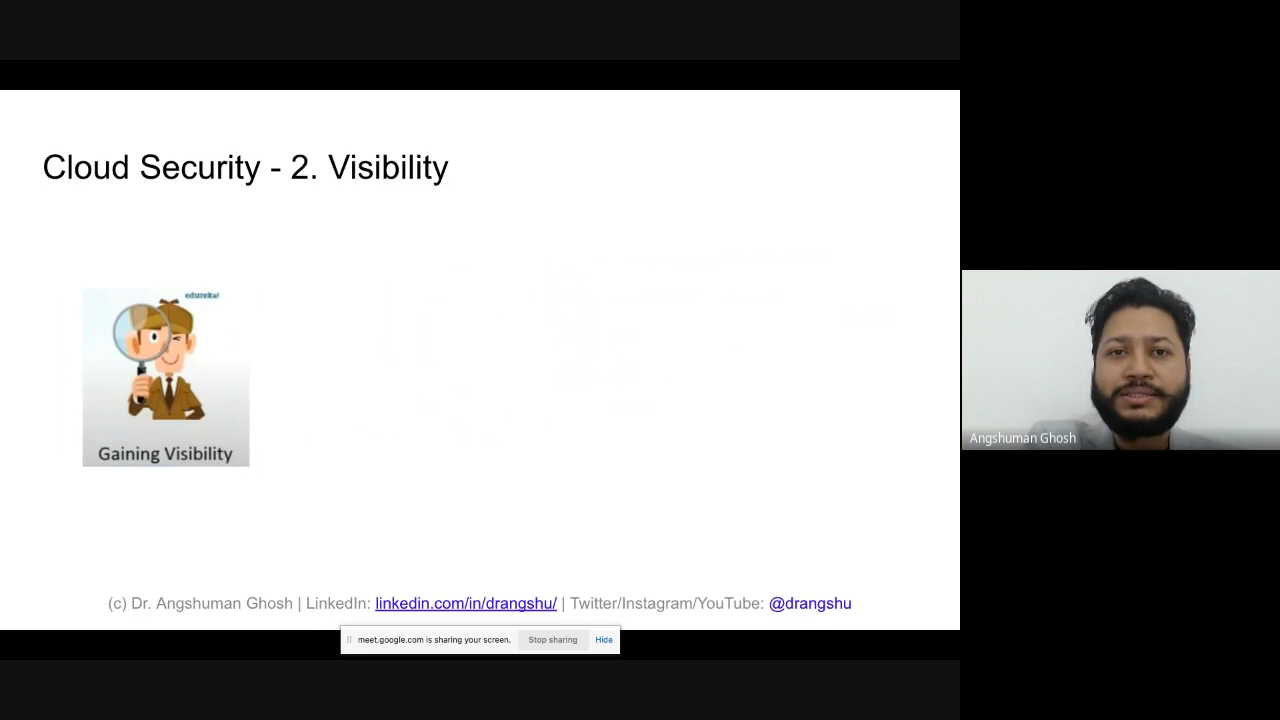 Cloud Security - 2. Visibility
edureka!
Gaining Visibility
Angshuman Ghosh
(c) Dr. Angshuman Ghosh | LinkedIn: linkedin.com/in/drangshu/ | Twitter/Instagram/YouTube: @drangshu
meet.google.com is sharing your screen. Stop sharing Hide